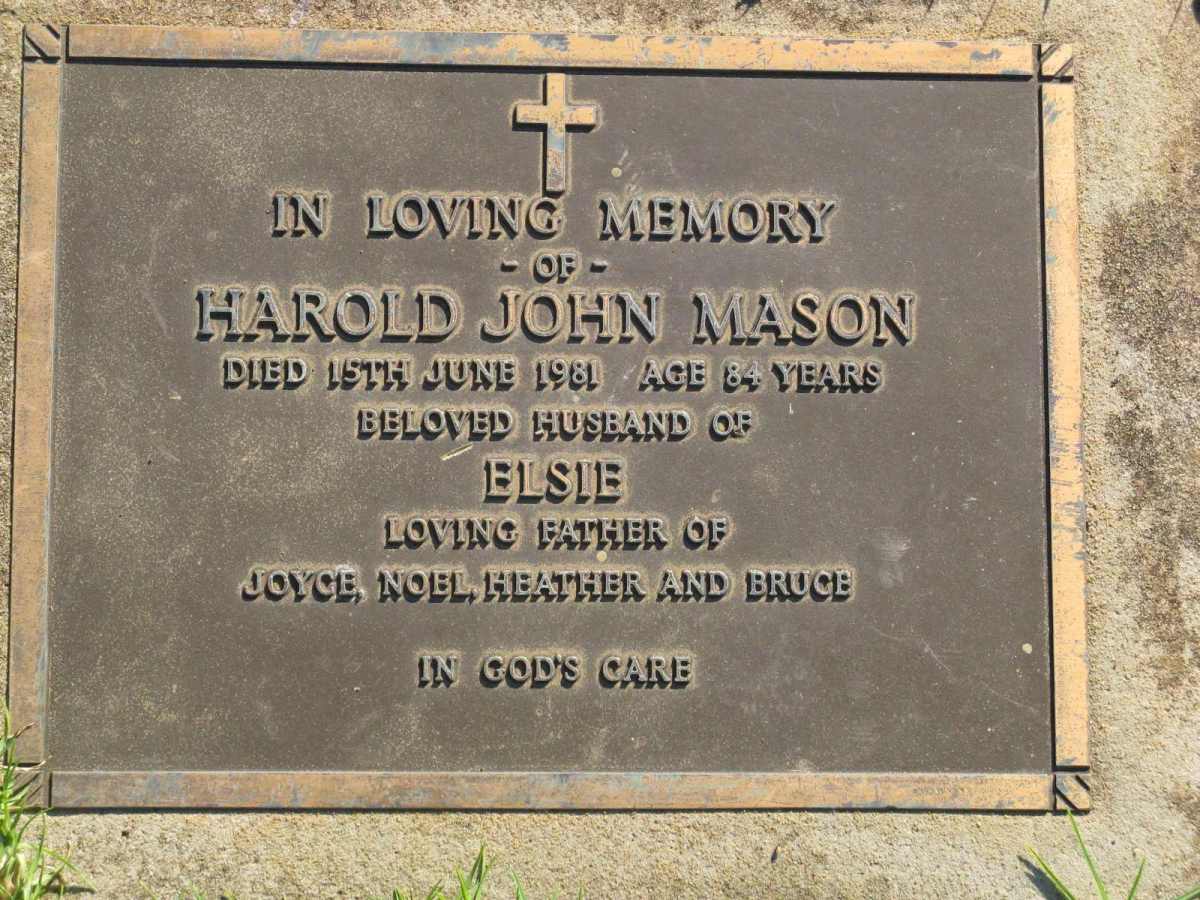 IN LOVING MEMORY
- OF -
HAROLD JOHN MASON
DIED 15TH JUNE 1981 AGE 84 YEARS
BELOVED HUSBAND OF
ELSIE
LOVING FATHER OF
JOYCE, NOEL, HEATHER AND BRUCE
IN GOD'S CARE